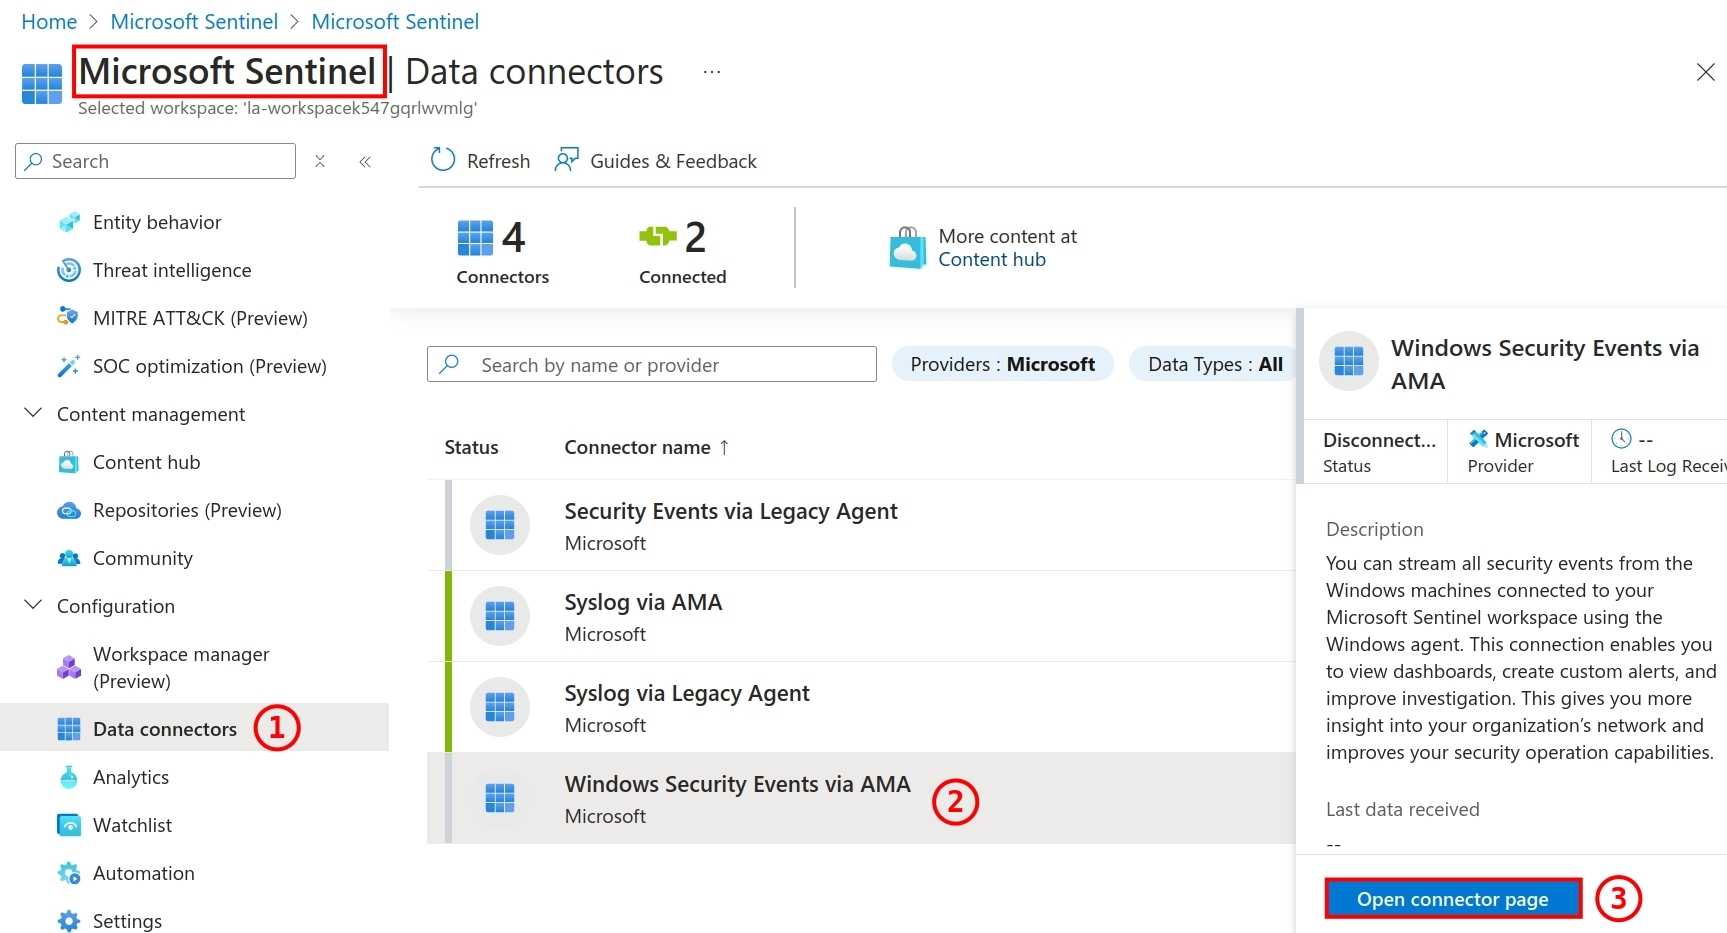 Home > Microsoft Sentinel > Microsoft Sentinel
Microsoft Sentinel | Data connectors ...
Selected workspace: 'la-workspacek547gqrlwvmlg'
Search
Refresh
Guides & Feedback
Entity behavior
Threat intelligence
MITRE ATT&CK (Preview)
SOC optimization (Preview)
Content management
Content hub
Repositories (Preview)
Community
Configuration
Workspace manager
(Preview)
Data connectors 1
Analytics
Watchlist
Automation
Settings
4
Connectors
2
Connected
More content at
Content hub
Search by name or provider
Providers : Microsoft
Data Types : All
Status
Connector name ↑
Security Events via Legacy Agent
Microsoft
Syslog via AMA
Microsoft
Syslog via Legacy Agent
Microsoft
Windows Security Events via AMA
Microsoft
2
Windows Security Events via
AMA
Disconnect...
Status
Microsoft
Provider
--
Last Log Recei
Description
You can stream all security events from the
Windows machines connected to your
Microsoft Sentinel workspace using the
Windows agent. This connection enables you
to view dashboards, create custom alerts, and
improve investigation. This gives you more
insight into your organization’s network and
improves your security operation capabilities.
Last data received
--
Open connector page 3